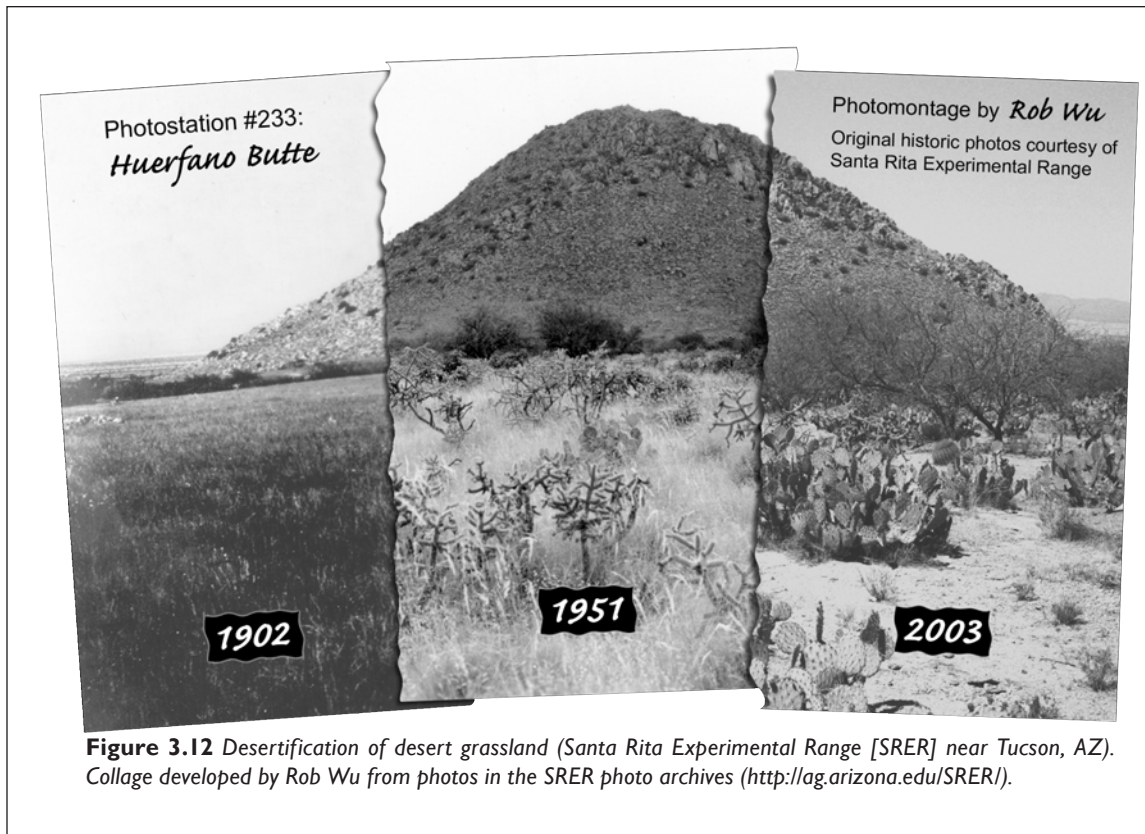 Photostation #233:
Huerfano Butte
Photomontage by Rob Wu
Original historic photos courtesy of
Santa Rita Experimental Range
1902
1951
2003
Figure 3.12 Desertification of desert grassland (Santa Rita Experimental Range [SRER] near Tucson, AZ).
Collage developed by Rob Wu from photos in the SRER photo archives (http://ag.arizona.edu/SRER/).